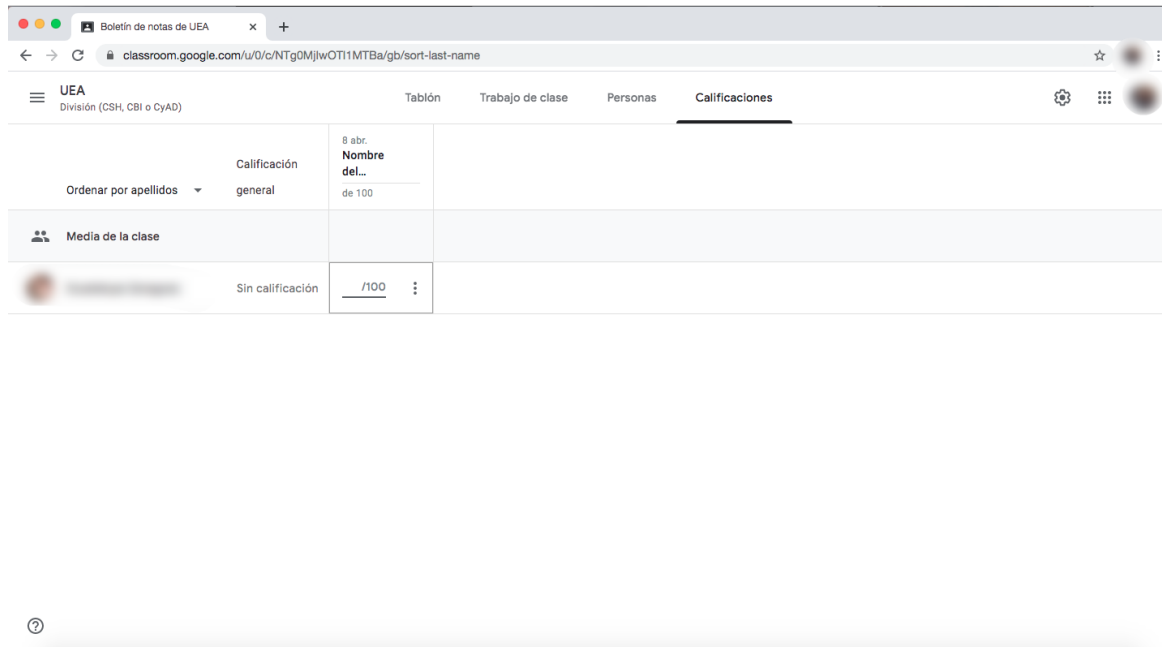 Boletín de notas de UEA
classroom.google.com/u/0/c/NTg0MjIwOTI1MTBa/gb/sort-last-name
UEA
División (CSH, CBI o CyAD)
Tablón Trabajo de clase Personas Calificaciones
Ordenar por apellidos
Calificación
general
8 abr.
Nombre
del...
de 100
Media de la clase
Sin calificación
/100